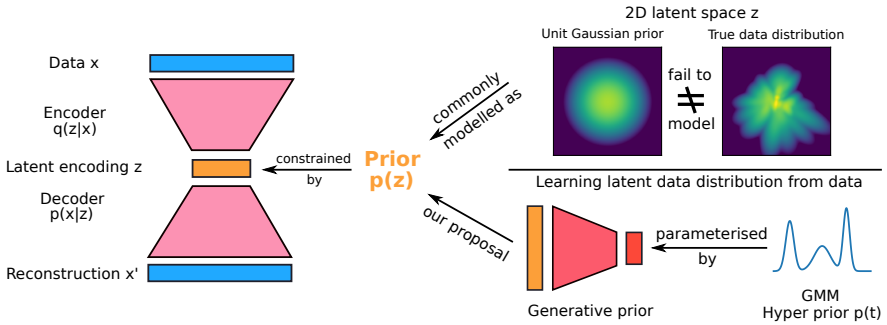 Data x
Encoder
q(z|x)
Latent encoding z
Decoder
p(x|z)
Reconstruction x'
constrained
by
Prior
p(z)
commonly
modelled as
our proposal
2D latent space z
Unit Gaussian prior
True data distribution
fail to
≠
model
Learning latent data distribution from data
Generative prior
parameterised
by
GMM
Hyper prior p(t)